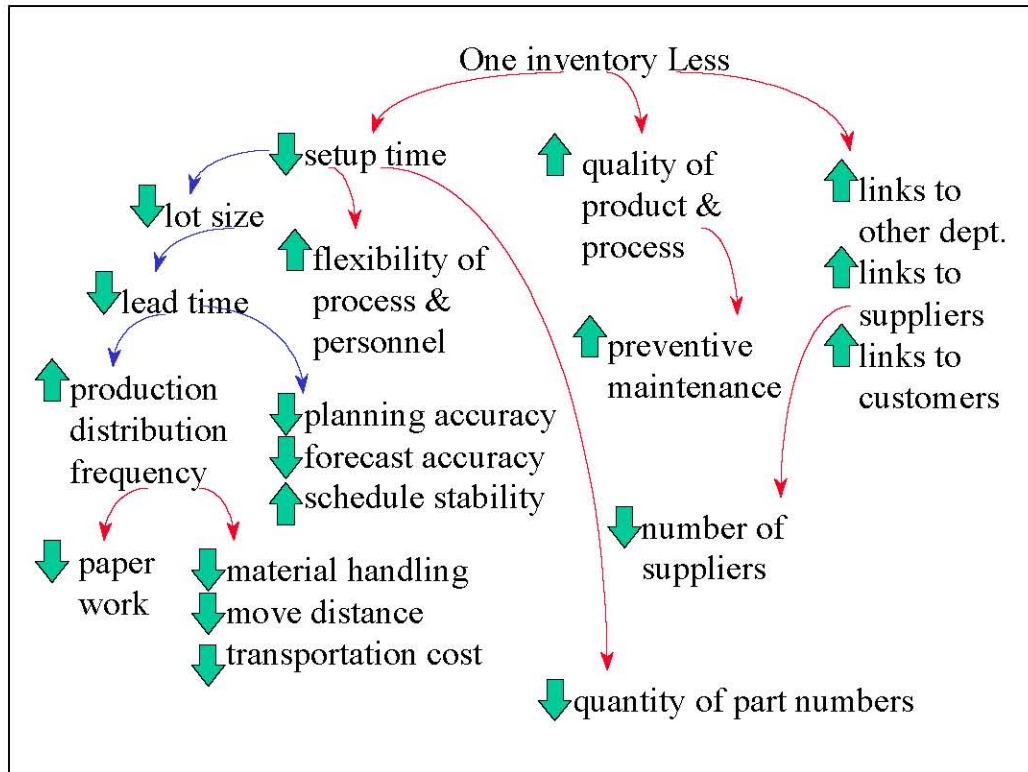 One inventory Less
setup time
lot size
lead time
flexibility of
process &
personnel
production
distribution
frequency
planning accuracy
forecast accuracy
schedule stability
paper
work
material handling
move distance
transportation cost
quantity of part numbers
quality of
product &
process
preventive
maintenance
links to
other dept.
links to
suppliers
links to
customers
number of
suppliers